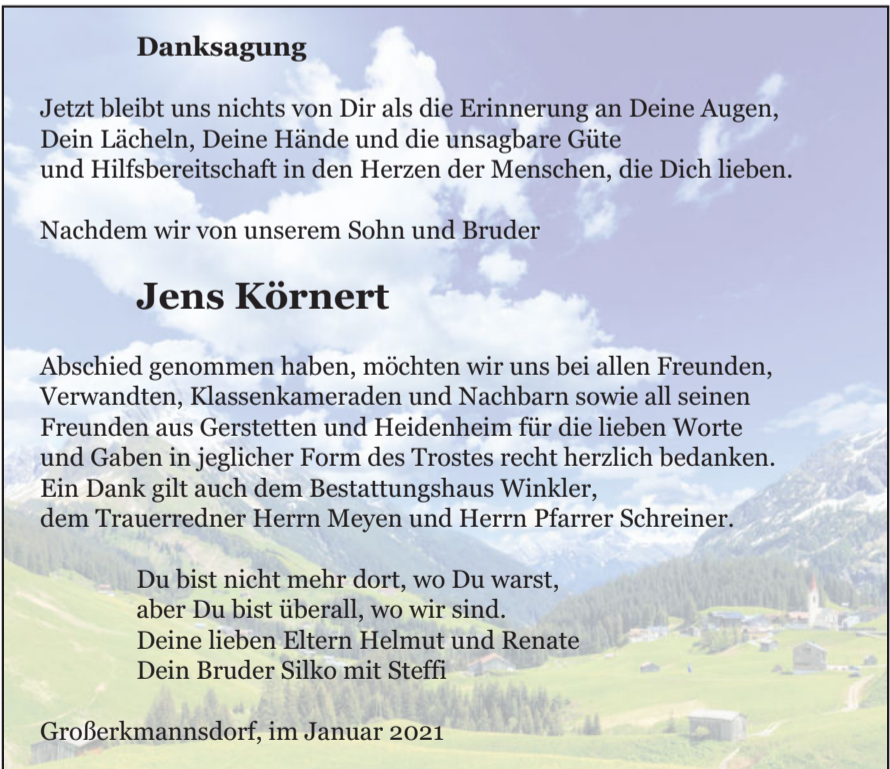 Danksagung
Jetzt bleibt uns nichts von Dir als die Erinnerung an Deine Augen,
Dein Lächeln, Deine Hände und die unsagbare Güte
und Hilfsbereitschaft in den Herzen der Menschen, die Dich lieben.
Nachdem wir von unserem Sohn und Bruder
Jens Körnert
Abschied genommen haben, möchten wir uns bei allen Freunden,
Verwandten, Klassenkameraden und Nachbarn sowie all seinen
Freunden aus Gerstetten und Heidenheim für die lieben Worte
und Gaben in jeglicher Form des Trostes recht herzlich bedanken.
Ein Dank gilt auch dem Bestattungshaus Winkler,
dem Trauerredner Herrn Meyen und Herrn Pfarrer Schreiner.
Du bist nicht mehr dort, wo Du warst,
aber Du bist überall, wo wir sind.
Deine lieben Eltern Helmut und Renate
Dein Bruder Silko mit Steffi
Großerkmannsdorf, im Januar 2021